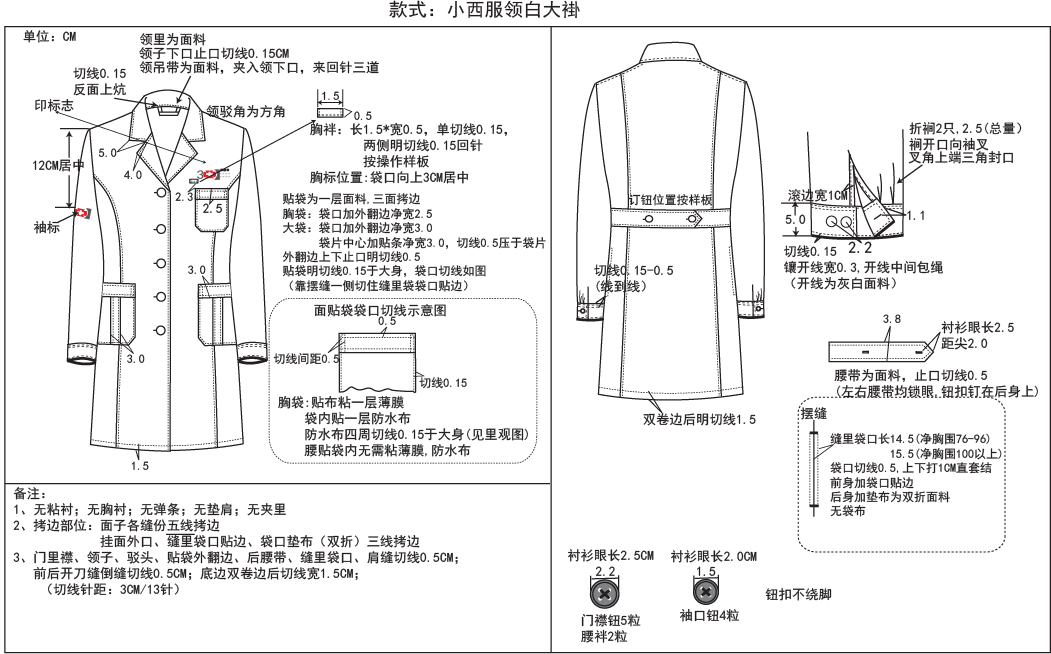 款式：小西服领白大褂
单位：CM
领里为面料
领子下口止口切线0.15CM
领吊带为面料，夹入领下口，来回针三道
切线0.15
反面上炕
印标志
领驳角为方角
1.5
0.5
胸袢：长1.5*宽0.5，单切线0.15，
两侧明切线0.15回针
按操作样板
胸标位置：袋口向上3CM居中
5.0
4.0
12CM居中
2.3
2.5
袖标
3.0
3.0
1.5
贴袋为一层面料，三面拷边
胸袋：袋口加外翻边净宽2.5
大袋：袋口加外翻边净宽3.0
袋片中心加贴条净宽3.0，切线0.5压于袋片
外翻边上下止口明切线0.5
贴袋明切线0.15于大身，袋口切线如图
（靠摆缝一侧切住缝里袋袋口贴边）
面贴袋袋口切线示意图
0.5
切线间距0.5
切线0.15
胸袋：贴布粘一层薄膜
袋内贴一层防水布
防水布四周切线0.15于大身(见里观图)
腰贴袋内无需粘薄膜，防水布
备注：
1、无粘衬；无胸衬；无弹条；无垫肩；无夹里
2、拷边部位：面子各缝份五线拷边
挂面外口、缝里袋口贴边、袋口垫布（双折）三线拷边
3、门里襟、领子、驳头、贴袋外翻边、后腰带、缝里袋口、肩缝切线0.5CM；
前后开刀缝倒缝切线0.5CM；底边双卷边后切线宽1.5CM；
（切线针距：3CM/13针）
订钮位置按样板
切线0.15-0.5
(线到线)
双卷边后明切线1.5
折裥2只,2.5(总量)
裥开口向袖叉
叉角上端三角封口
滚边宽1CM
5.0
1.1
2.2
切线0.15
镶开线宽0.3,开线中间包绳
（开线为灰白面料）
3.8
衬衫眼长2.5
距尖2.0
腰带为面料，止口切线0.5
(左右腰带均锁眼,钮扣钉在后身上)
摆缝
缝里袋口长14.5(净胸围76-96)
15.5(净胸围100以上)
袋口切线0.5,上下打1CM直套结
前身加袋口贴边
后身加垫布为双折面料
无袋布
衬衫眼长2.5CM
2.2
门襟钮5粒
腰袢2粒
衬衫眼长2.0CM
1.5
袖口钮4粒
钮扣不绕脚